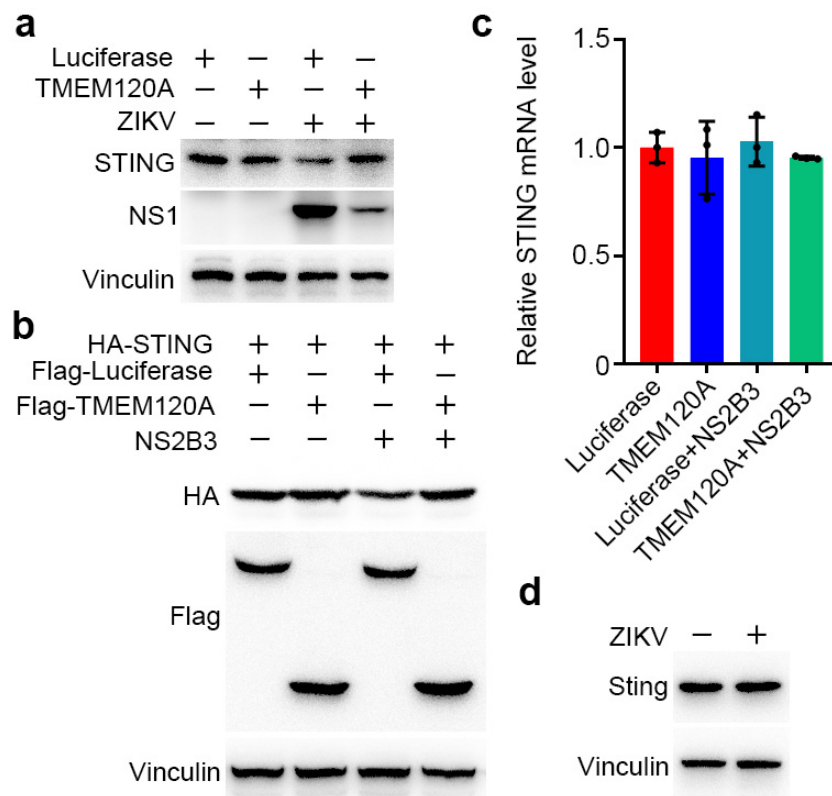 a
Luciferase + − + −
TMEM120A − + − +
ZIKV − − + +
STING
NS1
Vinculin
b
HA-STING + + + +
Flag-Luciferase + − + −
Flag-TMEM120A − + − +
NS2B3 − − + +
HA
Flag
Vinculin
c
Relative STING mRNA level
1.5
1.0
0.5
0
Luciferase
TMEM120A
Luciferase+NS2B3
TMEM120A+NS2B3
d
ZIKV − +
Sting
Vinculin